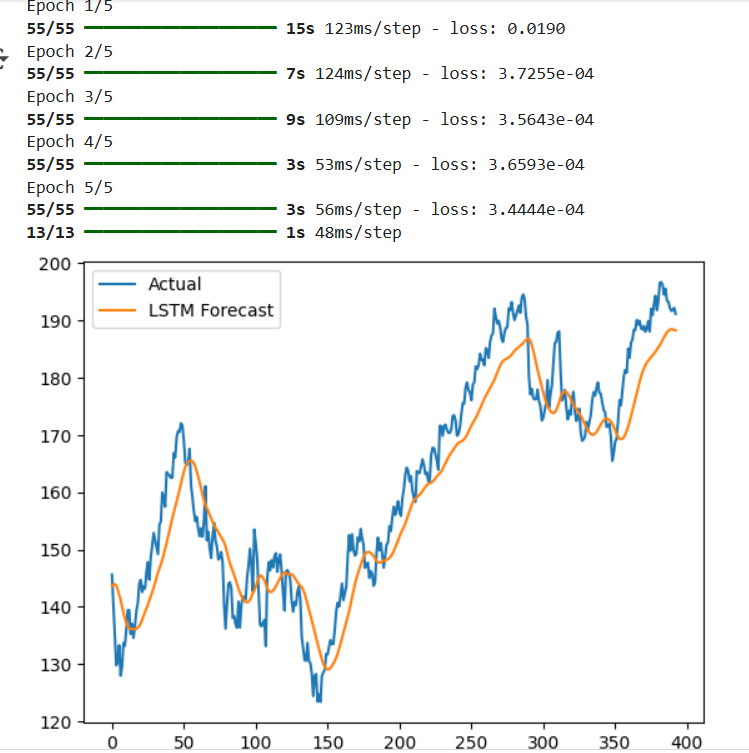 Epoch 1/5
55/55 ━━━━━━━━━━━━━━━━━━━━ 15s 123ms/step - loss: 0.0190
Epoch 2/5
55/55 ━━━━━━━━━━━━━━━━━━━━ 7s 124ms/step - loss: 3.7255e-04
Epoch 3/5
55/55 ━━━━━━━━━━━━━━━━━━━━ 9s 109ms/step - loss: 3.5643e-04
Epoch 4/5
55/55 ━━━━━━━━━━━━━━━━━━━━ 3s 53ms/step - loss: 3.6593e-04
Epoch 5/5
55/55 ━━━━━━━━━━━━━━━━━━━━ 3s 56ms/step - loss: 3.4444e-04
13/13 ━━━━━━━━━━━━━━━━━━━━ 1s 48ms/step
Actual
LSTM Forecast
200
190
180
170
160
150
140
130
120
0 50 100 150 200 250 300 350 400